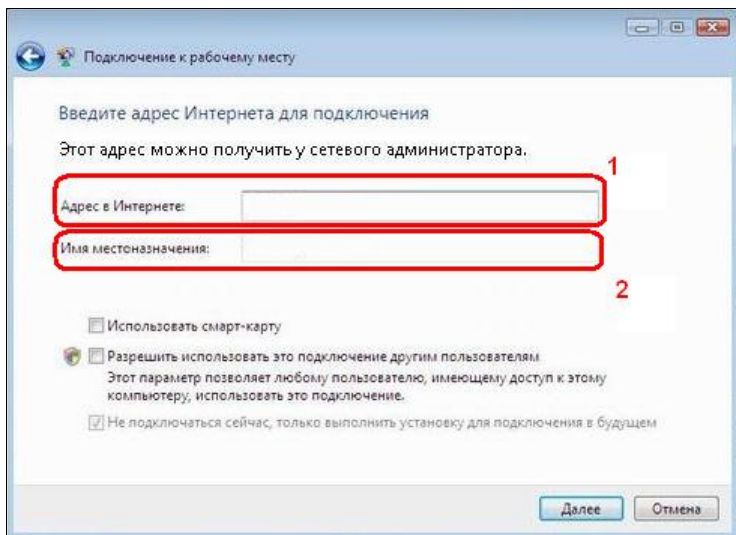 Подключение к рабочему месту
Введите адрес Интернета для подключения
Этот адрес можно получить у сетевого администратора.
1
Адрес в Интернете:
Имя местоназначения:
2
Использовать смарт-карту
Разрешить использовать это подключение другим пользователям
Этот параметр позволяет любому пользователю, имеющему доступ к этому
компьютеру, использовать это подключение.
Не подключаться сейчас, только выполнить установку для подключения в будущем
Далее
Отмена